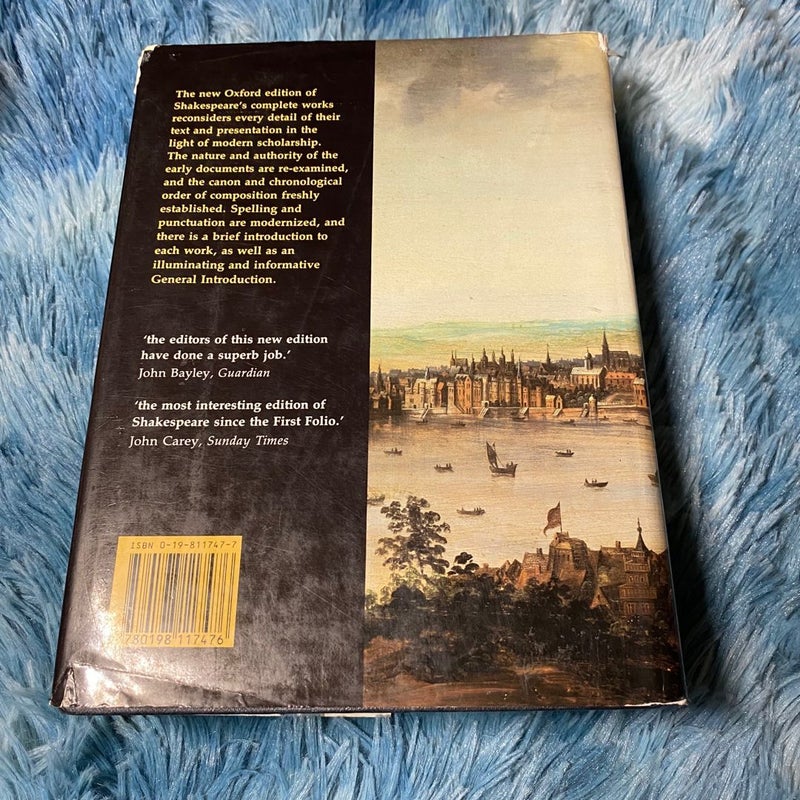 The new Oxford edition of
Shakespeare's complete works
reconsiders every detail of their
text and presentation in the
light of modern scholarship.
The nature and authority of the
early documents are re-examined,
and the canon and chronological
order of composition freshly
established. Spelling and
punctuation are modernized, and
there is a brief introduction to
each work, as well as an
illuminating and informative
General Introduction.
'the editors of this new edition
have done a superb job.'
John Bayley, Guardian
'the most interesting edition of
Shakespeare since the First Folio.'
John Carey, Sunday Times
ISBN 0-19-811747-7
9780198117476